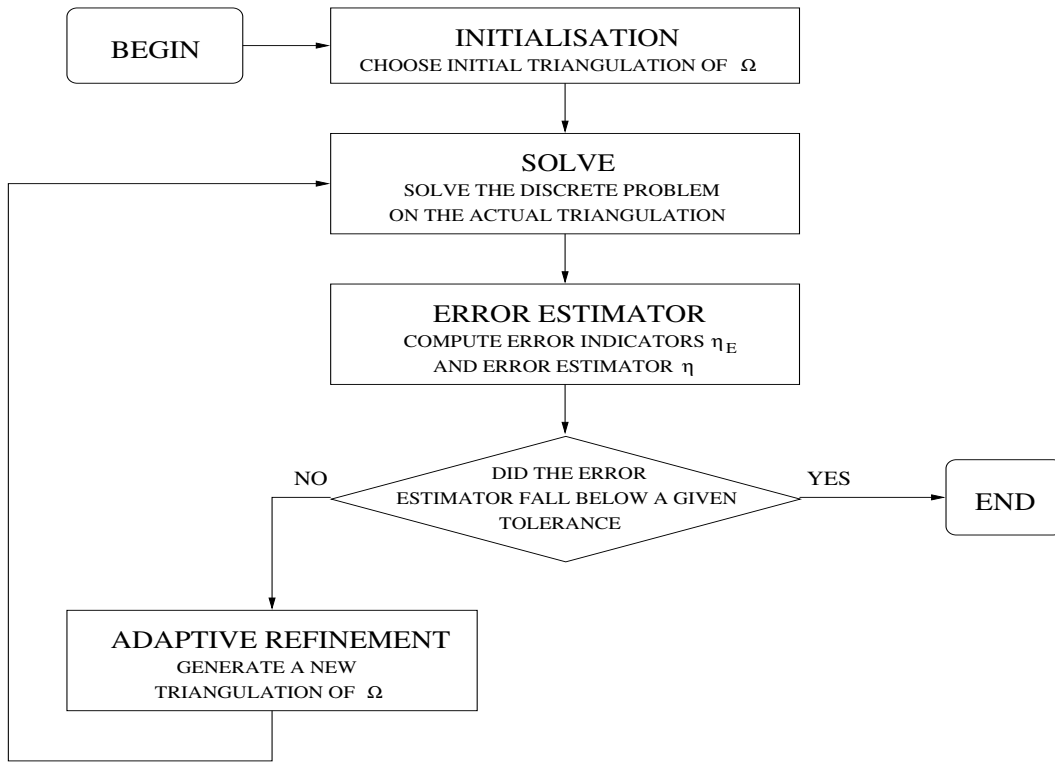 BEGIN
INITIALISATION
CHOOSE INITIAL TRIANGULATION OF Ω
SOLVE
SOLVE THE DISCRETE PROBLEM
ON THE ACTUAL TRIANGULATION
ERROR ESTIMATOR
COMPUTE ERROR INDICATORS η_E
AND ERROR ESTIMATOR η
NO
DID THE ERROR
ESTIMATOR FALL BELOW A GIVEN
TOLERANCE
YES
END
ADAPTIVE REFINEMENT
GENERATE A NEW
TRIANGULATION OF Ω